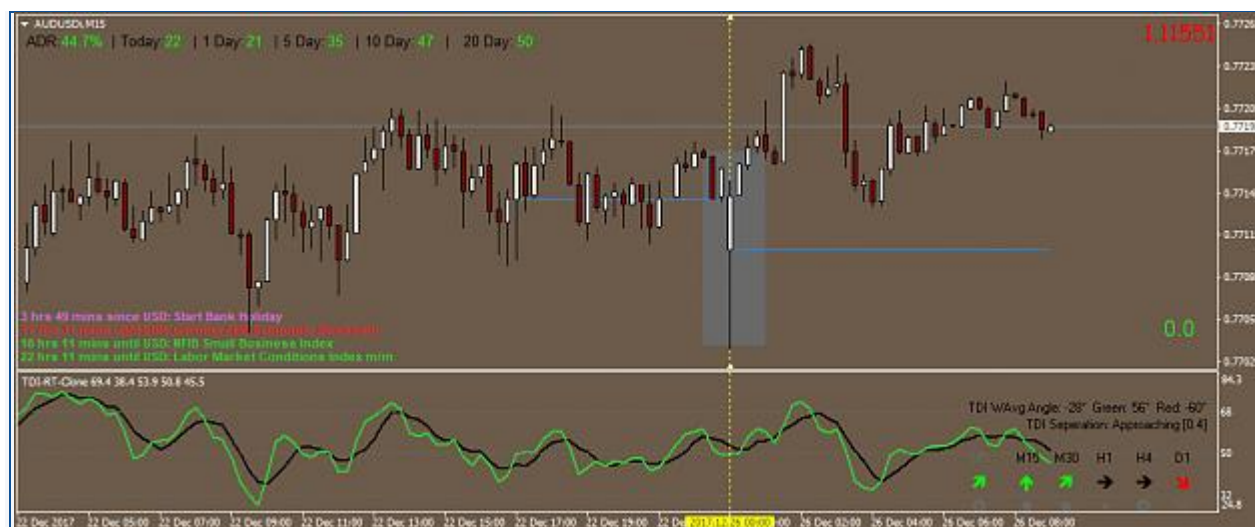 AUDUSDi,M15
ADR: 44.7% | Today: 22 | 1 Day: 21 | 5 Day: 35 | 10 Day: 47 | 20 Day: 50
1.11551
0.7726
0.7723
0.7720
0.7719
0.7717
0.7714
0.7711
0.7709
0.7705
0.7702
3 hrs 49 mins since USD: Start Bank Holiday
16 hrs 11 mins until USD: NFIB Small Business Index
22 hrs 11 mins until USD: Labor Market Conditions Index m/m
0.0
TDI-RT-Clone 69.4 38.4 53.9 50.8 45.5
84.3
68
50
32
24.8
TDI WAvg Angle: -28° Green: 56° Red: -60°
TDI Seperation: Approaching [0.4]
M15 M30 H1 H4 D1
22 Dec 2017 22 Dec 05:00 22 Dec 07:00 22 Dec 09:00 22 Dec 11:00 22 Dec 13:00 22 Dec 15:00 22 Dec 17:00 22 Dec 19:00 22 De 2017.12.26 00:00 :00 26 Dec 02:00 26 Dec 04:00 26 Dec 06:00 26 Dec 08:00